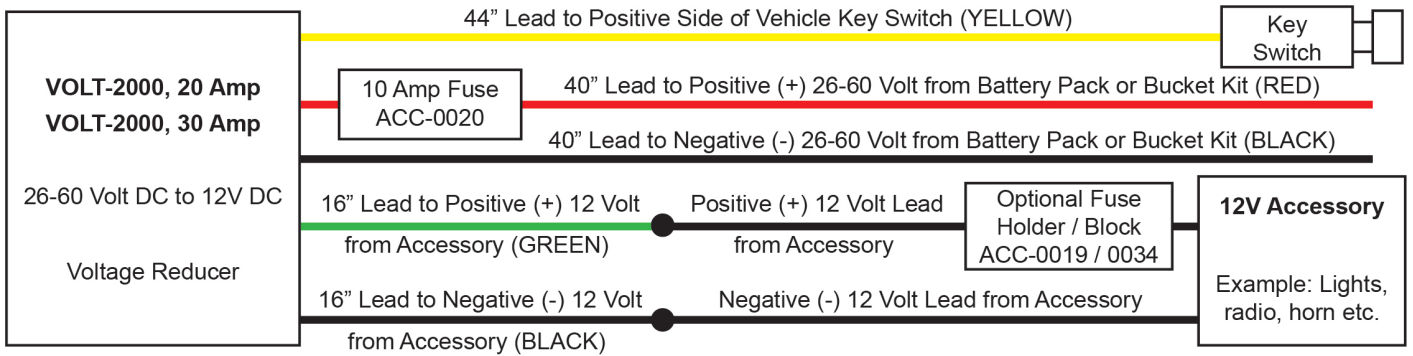 44” Lead to Positive Side of Vehicle Key Switch (YELLOW)
Key
Switch
VOLT-2000, 20 Amp
VOLT-2000, 30 Amp
26-60 Volt DC to 12V DC
Voltage Reducer
10 Amp Fuse
ACC-0020
40” Lead to Positive (+) 26-60 Volt from Battery Pack or Bucket Kit (RED)
40” Lead to Negative (-) 26-60 Volt from Battery Pack or Bucket Kit (BLACK)
16” Lead to Positive (+) 12 Volt
from Accessory (GREEN)
Positive (+) 12 Volt Lead
from Accessory
Optional Fuse
Holder / Block
ACC-0019 / 0034
12V Accessory
Example: Lights,
radio, horn etc.
16” Lead to Negative (-) 12 Volt
from Accessory (BLACK)
Negative (-) 12 Volt Lead from Accessory